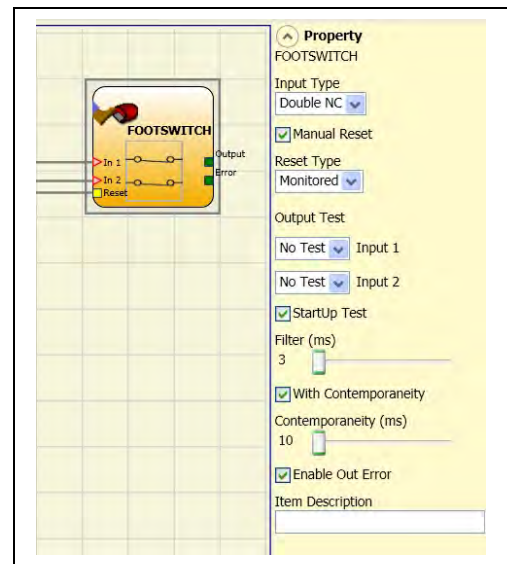 FOOTSWITCH
In 1
In 2
Reset
Output
Error
Property
FOOTSWITCH
Input Type
Double NC
Manual Reset
Reset Type
Monitored
Output Test
No Test Input 1
No Test Input 2
StartUp Test
Filter (ms)
3
With Contemporaneity
Contemporaneity (ms)
10
Enable Out Error
Item Description